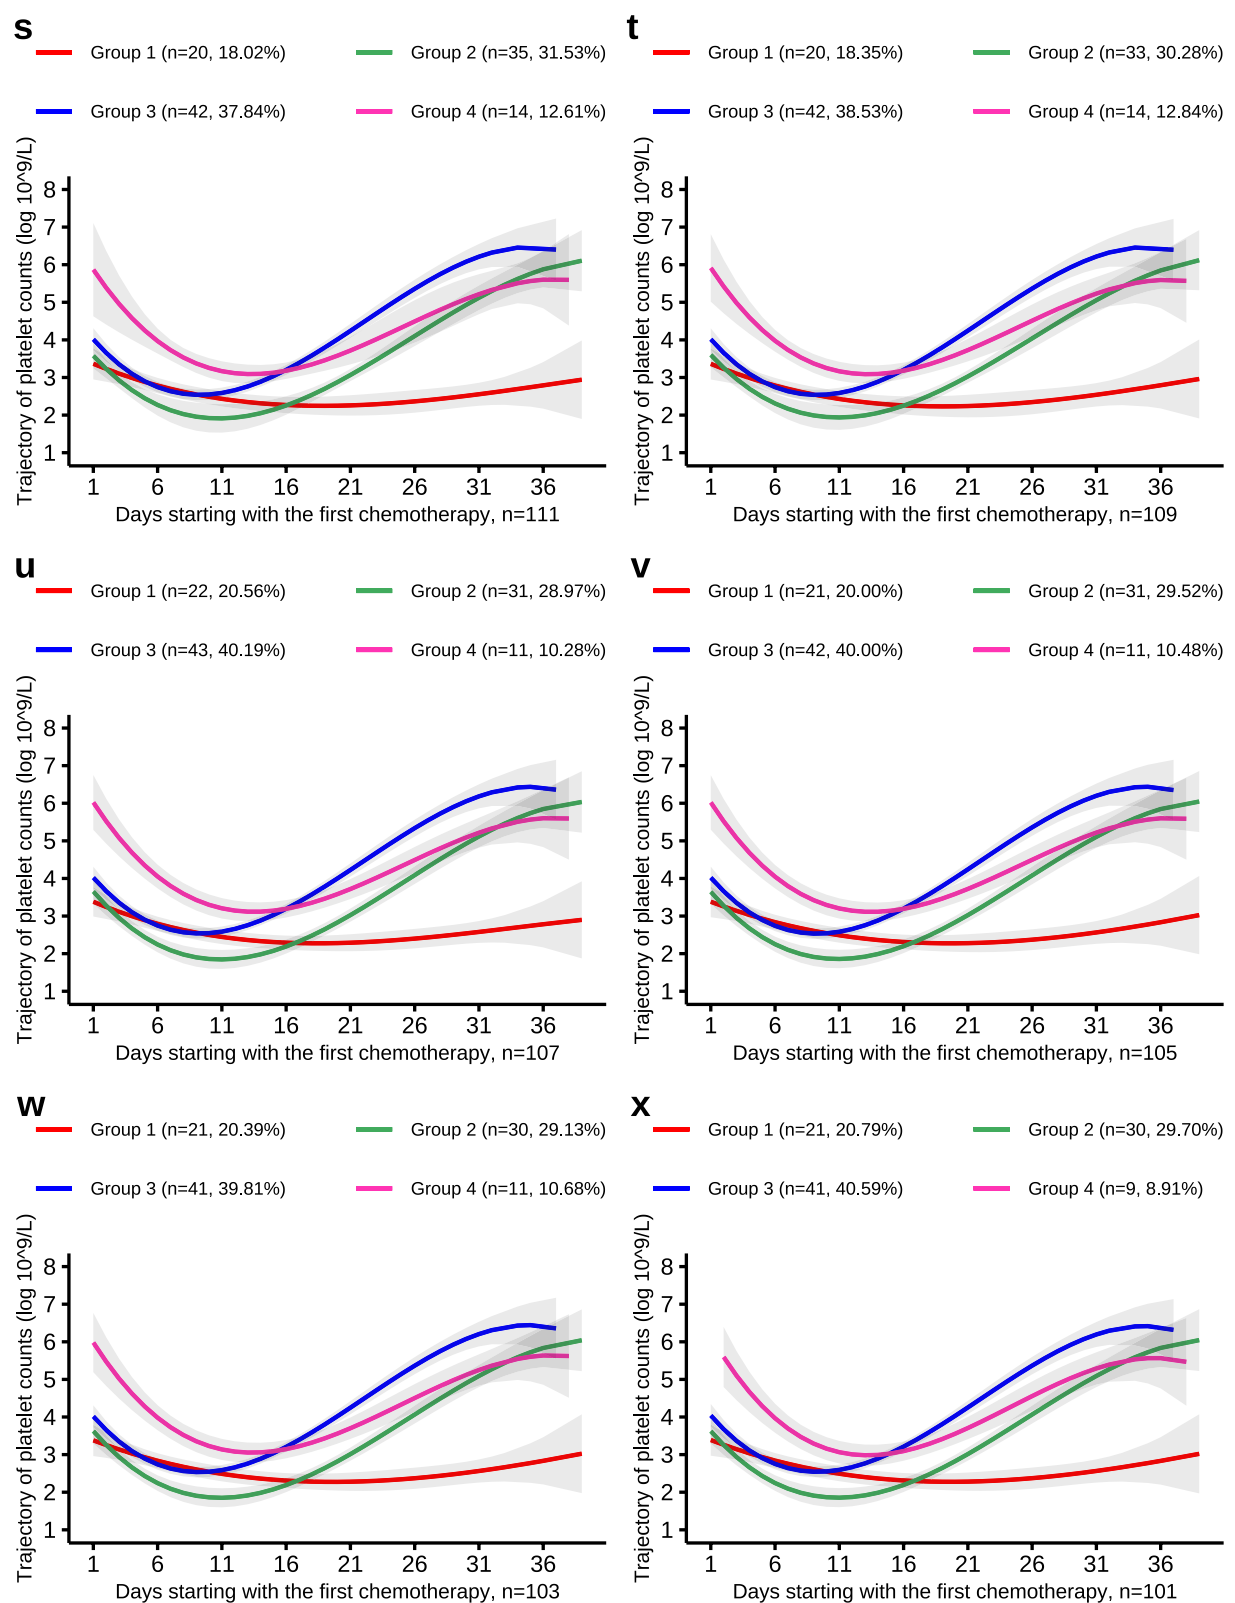 s
Group 1 (n=20, 18.02%)
Group 2 (n=35, 31.53%)
Group 3 (n=42, 37.84%)
Group 4 (n=14, 12.61%)
Trajectory of platelet counts (log 10^9/L)
8
7
6
5
4
3
2
1
1 6 11 16 21 26 31 36
Days starting with the first chemotherapy, n=111
t
Group 1 (n=20, 18.35%)
Group 2 (n=33, 30.28%)
Group 3 (n=42, 38.53%)
Group 4 (n=14, 12.84%)
Trajectory of platelet counts (log 10^9/L)
8
7
6
5
4
3
2
1
1 6 11 16 21 26 31 36
Days starting with the first chemotherapy, n=109
u
Group 1 (n=22, 20.56%)
Group 2 (n=31, 28.97%)
Group 3 (n=43, 40.19%)
Group 4 (n=11, 10.28%)
Trajectory of platelet counts (log 10^9/L)
8
7
6
5
4
3
2
1
1 6 11 16 21 26 31 36
Days starting with the first chemotherapy, n=107
v
Group 1 (n=21, 20.00%)
Group 2 (n=31, 29.52%)
Group 3 (n=42, 40.00%)
Group 4 (n=11, 10.48%)
Trajectory of platelet counts (log 10^9/L)
8
7
6
5
4
3
2
1
1 6 11 16 21 26 31 36
Days starting with the first chemotherapy, n=105
w
Group 1 (n=21, 20.39%)
Group 2 (n=30, 29.13%)
Group 3 (n=41, 39.81%)
Group 4 (n=11, 10.68%)
Trajectory of platelet counts (log 10^9/L)
8
7
6
5
4
3
2
1
1 6 11 16 21 26 31 36
Days starting with the first chemotherapy, n=103
x
Group 1 (n=21, 20.79%)
Group 2 (n=30, 29.70%)
Group 3 (n=41, 40.59%)
Group 4 (n=9, 8.91%)
Trajectory of platelet counts (log 10^9/L)
8
7
6
5
4
3
2
1
1 6 11 16 21 26 31 36
Days starting with the first chemotherapy, n=101